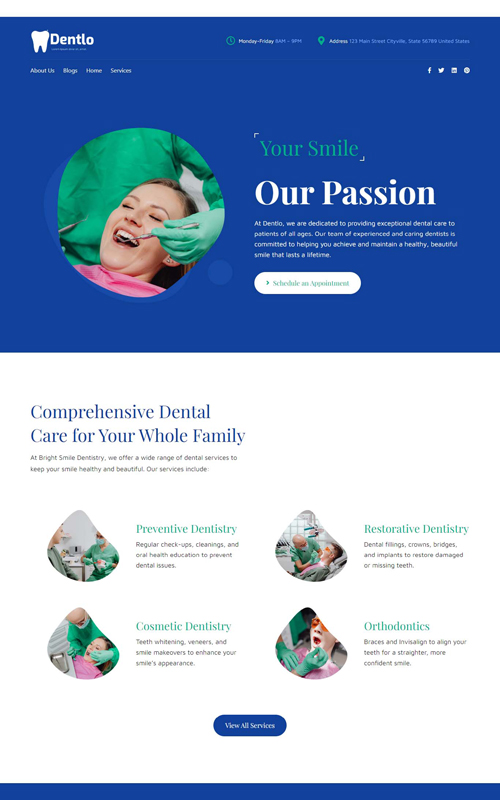 Dentlo
Monday-Friday 8AM - 9PM
Address 123 Main Street Cityville, State 56789 United States
About Us Blogs Home Services
Your Smile
Our Passion
At Dentlo, we are dedicated to providing exceptional dental care to
patients of all ages. Our team of experienced and caring dentists is
committed to helping you achieve and maintain a healthy, beautiful
smile that lasts a lifetime.
Schedule an Appointment
Comprehensive Dental
Care for Your Whole Family
At Bright Smile Dentistry, we offer a wide range of dental services to
keep your smile healthy and beautiful. Our services include:
Preventive Dentistry
Regular check-ups, cleanings, and
oral health education to prevent
dental issues.
Restorative Dentistry
Dental fillings, crowns, bridges,
and implants to restore damaged
or missing teeth.
Cosmetic Dentistry
Teeth whitening, veneers, and
smile makeovers to enhance your
smile's appearance.
Orthodontics
Braces and Invisalign to align your
teeth for a straighter, more
confident smile.
View All Services